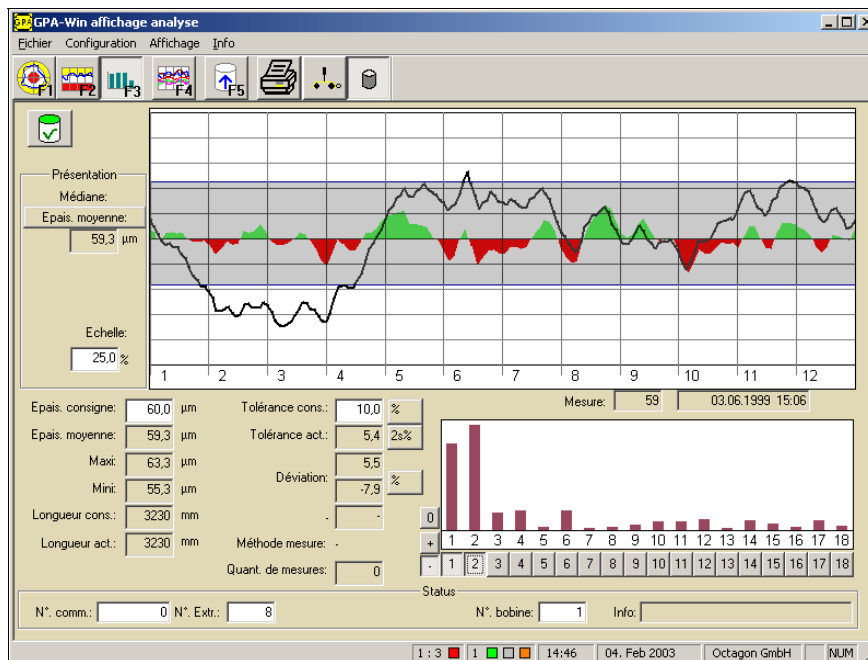 GPA GPA-Win affichage analyse
Fichier Configuration Affichage Info
F1 F2 F3 F4 F5
Présentation
Médiane:
Epais. moyenne:
59,3 µm
Echelle:
25,0 %
1 2 3 4 5 6 7 8 9 10 11 12
Mesure: 59 03.06.1999 15:06
Epais. consigne: 60,0 µm Tolérance cons.: 10,0 %
Epais. moyenne: 59,3 µm Tolérance act.: 5,4 2s%
Maxi: 63,3 µm 5,5
Déviation: %
Mini: 55,3 µm -7,9
Longueur cons.: 3230 mm - - 0
Longueur act.: 3230 mm Méthode mesure: - +
Quant. de mesures: 0 -
1 2 3 4 5 6 7 8 9 10 11 12 13 14 15 16 17 18
1 2 3 4 5 6 7 8 9 10 11 12 13 14 15 16 17 18
Status
N°. comm.: 0 N°. Extr.: 8 N°. bobine: 1 Info:
1 : 3 1 14:46 04. Feb 2003 Octagon GmbH NUM